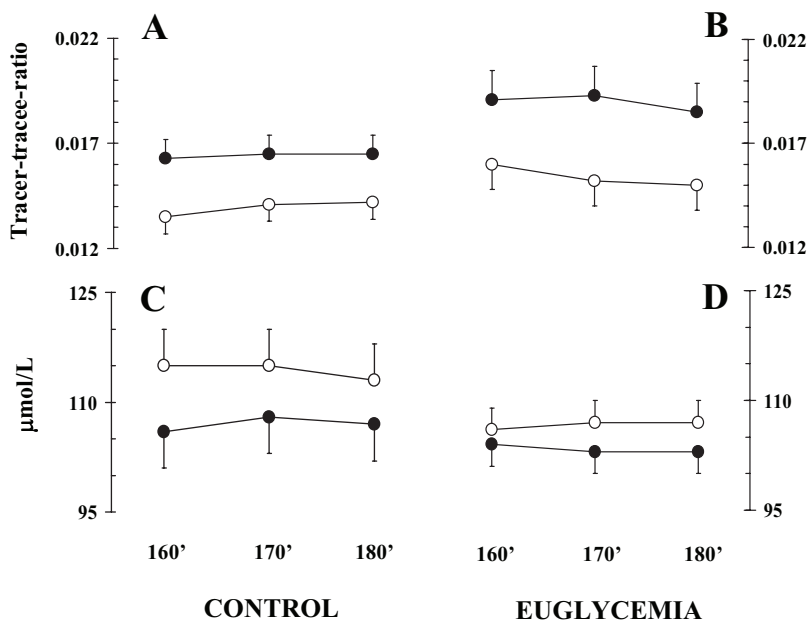 A
B
0.022
0.017
0.012
Tracer-tracee-ratio
0.022
0.017
0.012
C
D
125
110
95
μmol/L
125
110
95
160’ 170’ 180’ 160’ 170’ 180’
CONTROL EUGLYCEMIA